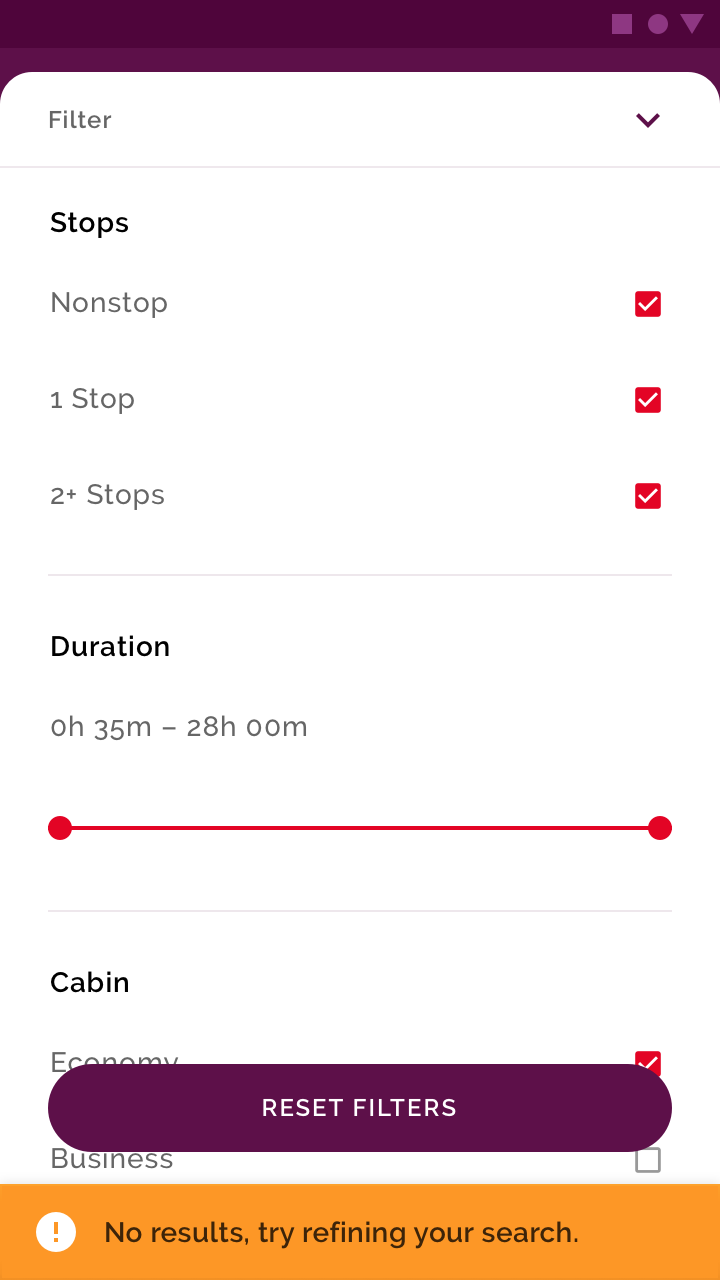 Filter
Stops
Nonstop
1 Stop
2+ Stops
Duration
0h 35m – 28h 00m
Cabin
Economy
RESET FILTERS
Business
No results, try refining your search.